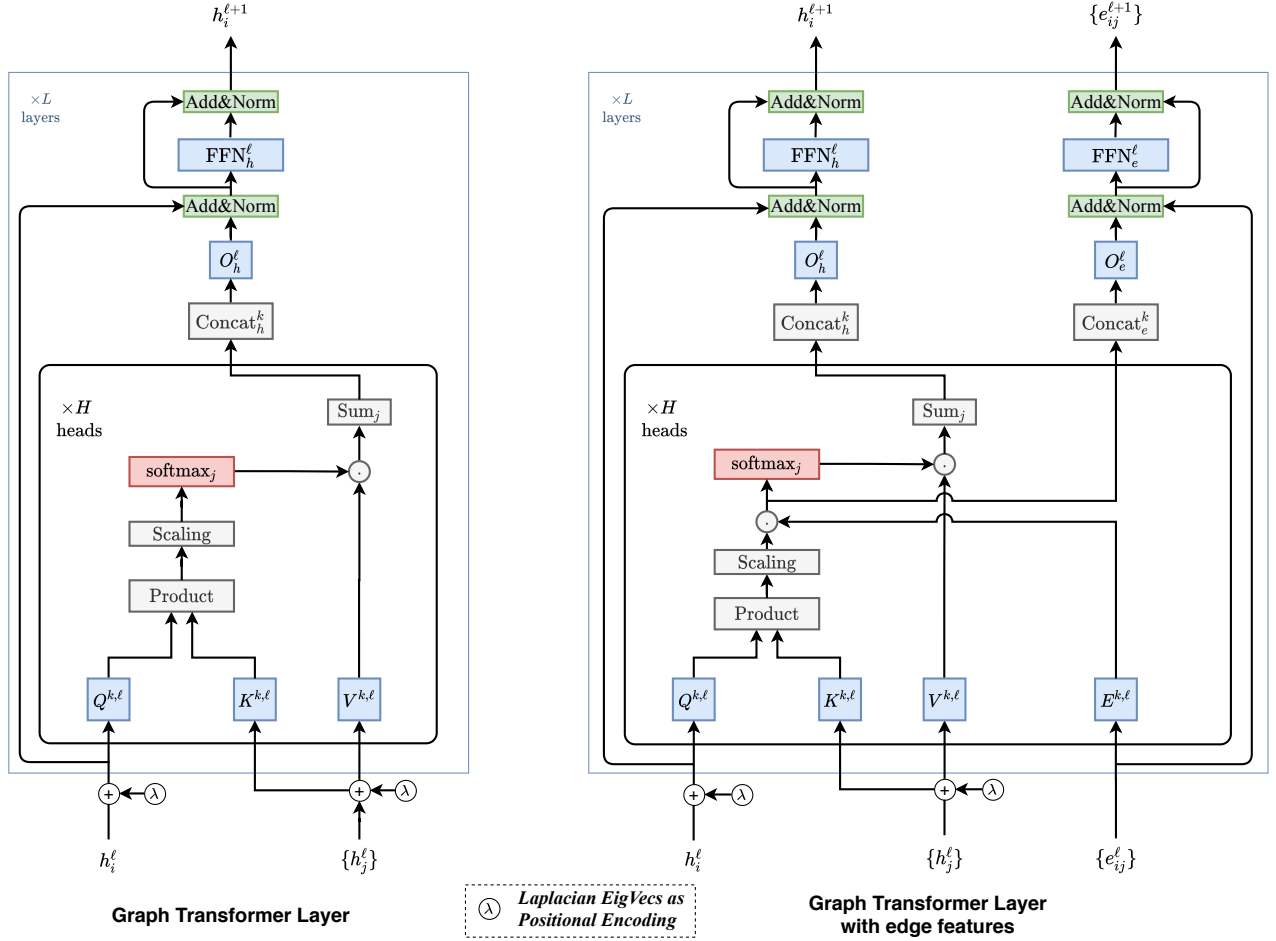 h_i^{ℓ+1}
×L
layers
Add&Norm
FFN_h^ℓ
Add&Norm
O_h^ℓ
Concat_h^k
×H
heads
Sum_j
softmax_j
·
Scaling
Product
Q^{k,ℓ}
K^{k,ℓ}
V^{k,ℓ}
+
λ
+
λ
h_i^ℓ
{h_j^ℓ}
Graph Transformer Layer
h_i^{ℓ+1}
{e_{ij}^{ℓ+1}}
×L
layers
Add&Norm
Add&Norm
FFN_h^ℓ
FFN_e^ℓ
Add&Norm
Add&Norm
O_h^ℓ
O_e^ℓ
Concat_h^k
Concat_e^k
×H
heads
Sum_j
softmax_j
·
·
Scaling
Product
Q^{k,ℓ}
K^{k,ℓ}
V^{k,ℓ}
E^{k,ℓ}
+
λ
+
λ
h_i^ℓ
{h_j^ℓ}
{e_{ij}^ℓ}
Graph Transformer Layer
with edge features
λ
Laplacian EigVecs as
Positional Encoding